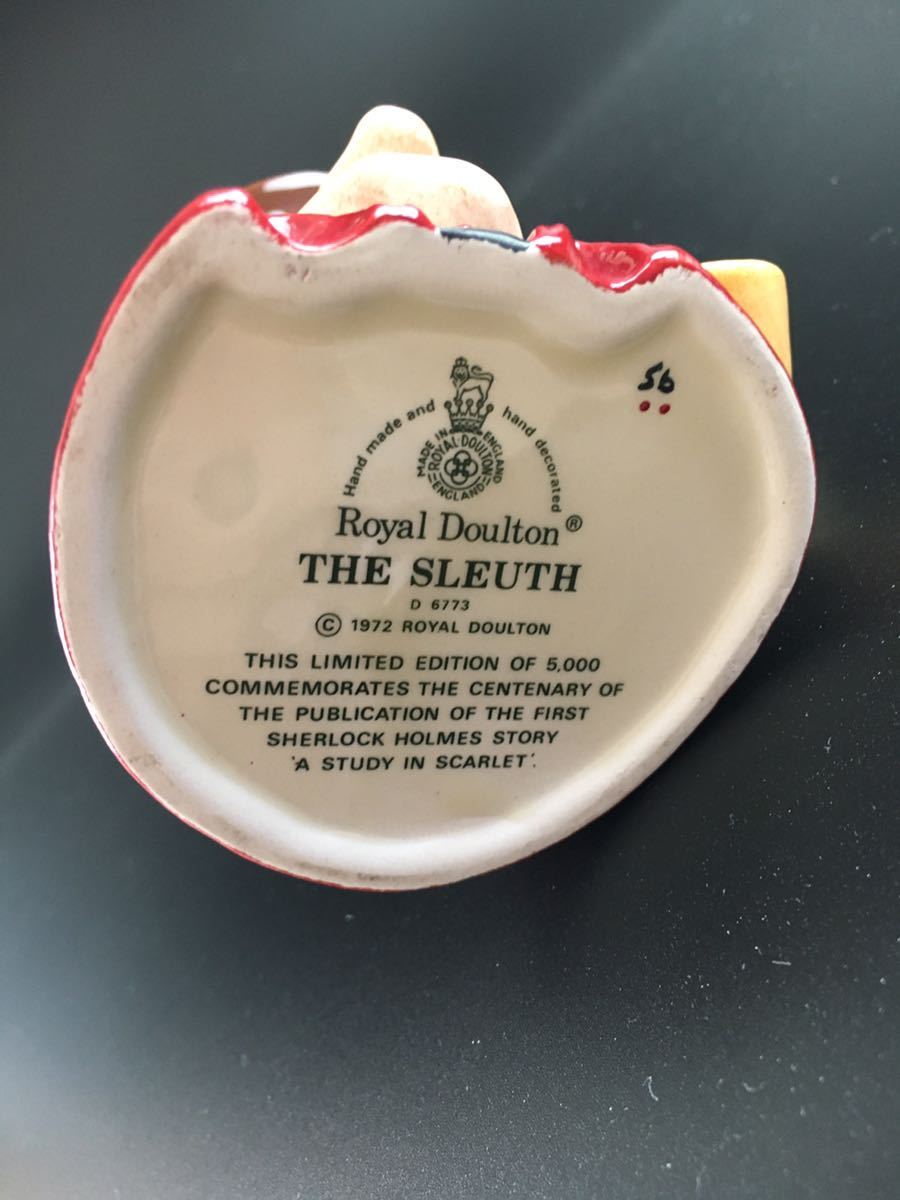 56
Hand made and hand decorated
MADE IN ENGLAND
ROYAL·DOULTON
ENGLAND
Royal Doulton®
THE SLEUTH
D 6773
© 1972 ROYAL DOULTON
THIS LIMITED EDITION OF 5,000
COMMEMORATES THE CENTENARY OF
THE PUBLICATION OF THE FIRST
SHERLOCK HOLMES STORY
'A STUDY IN SCARLET'.